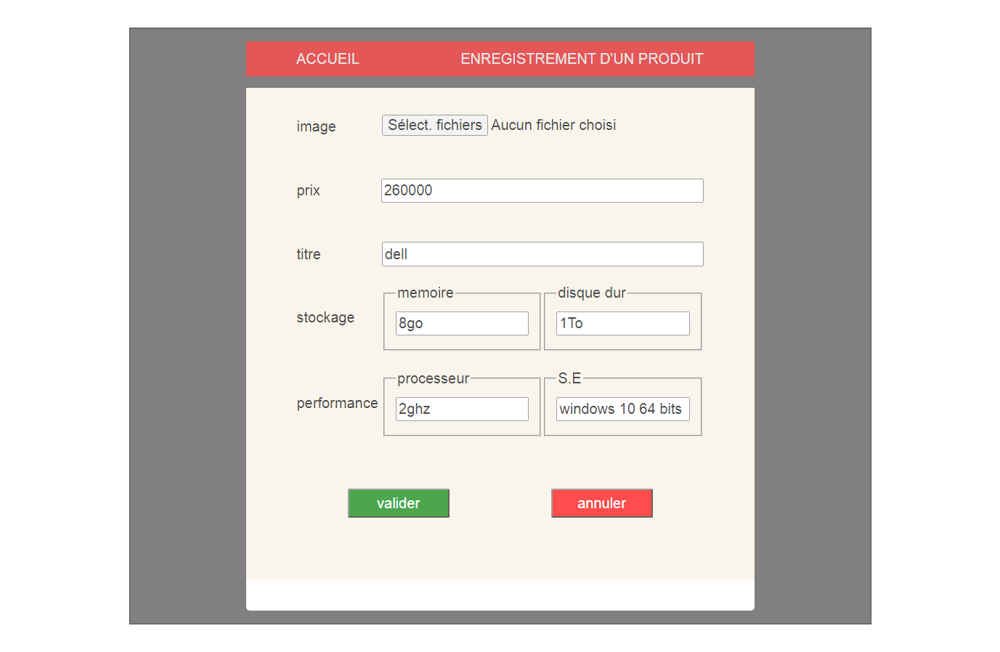 ACCUEIL ENREGISTREMENT D'UN PRODUIT
image Sélect. fichiers Aucun fichier choisi
prix 260000
titre dell
memoire disque dur
stockage 8go 1To
processeur S.E
performance 2ghz windows 10 64 bits
valider annuler